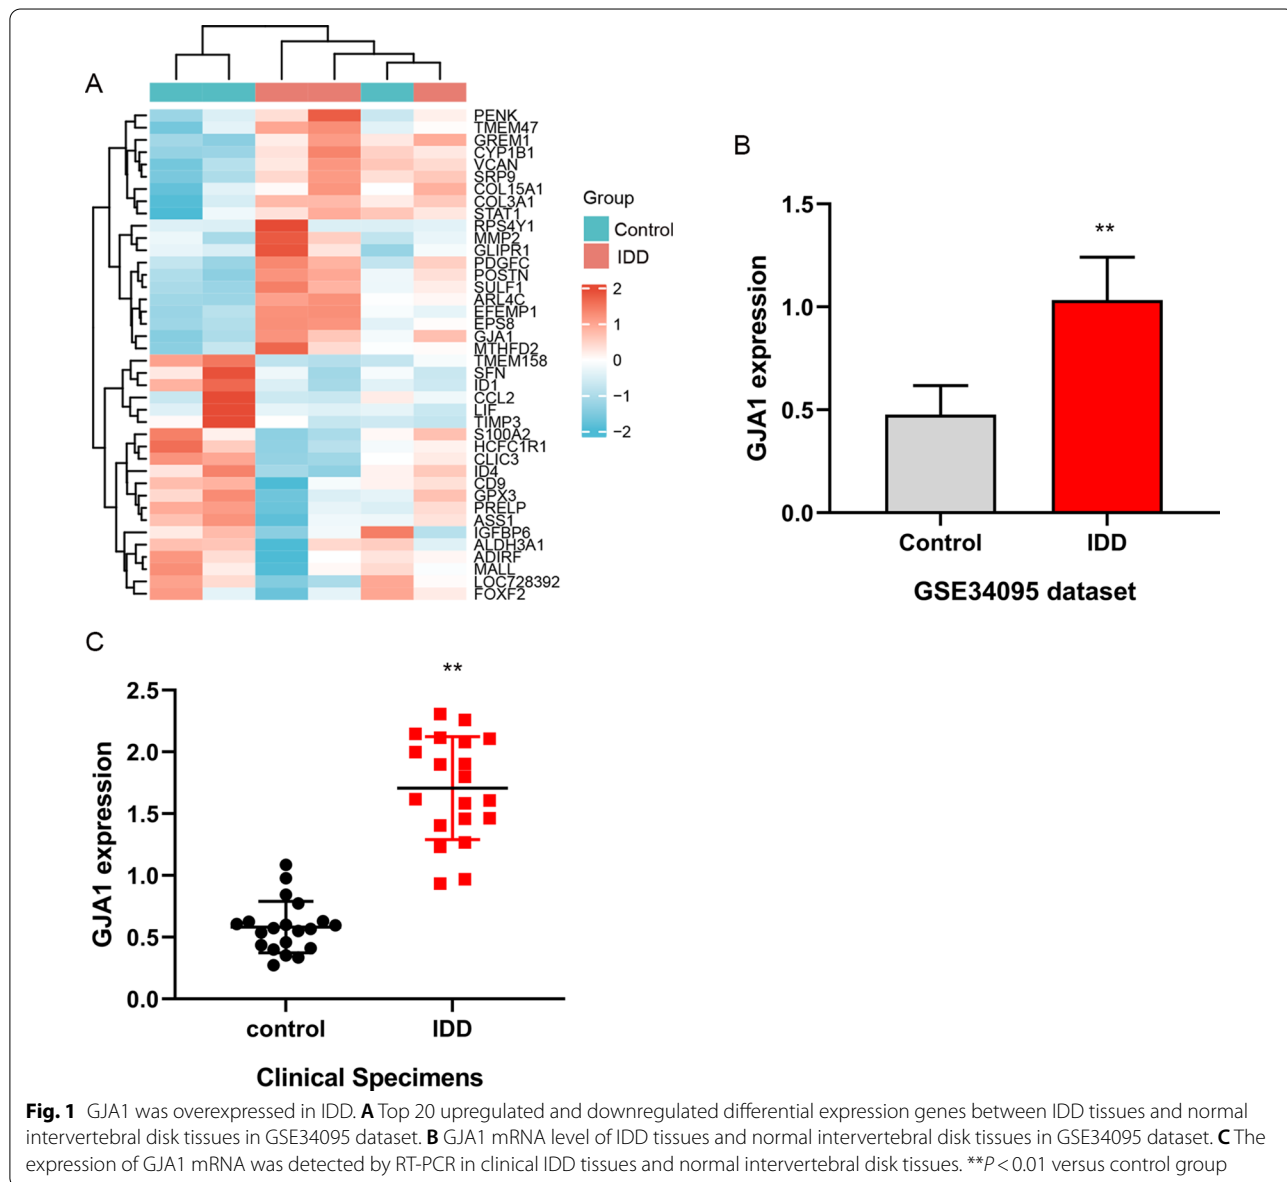 A
PENK
TMEM47
GREM1
CYP1B1
VCAN
SRP9
COL15A1
COL3A1
STAT1
RPS4Y1
MMP2
GLIPR1
PDGFC
POSTN
SULF1
ARL4C
EFEMP1
EPS8
GJA1
MTHFD2
TMEM158
SFN
ID1
CCL2
LIF
TIMP3
S100A2
HCFC1R1
CLIC3
ID4
CD9
GPX3
PRELP
ASS1
IGFBP6
ALDH3A1
ADIRF
MALL
LOC728392
FOXF2
Group
Control
IDD
2
1
0
−1
−2
B
GJA1 expression
1.5
1.0
0.5
0.0
**
Control
IDD
GSE34095 dataset
C
GJA1 expression
2.5
2.0
1.5
1.0
0.5
0.0
**
control
IDD
Clinical Specimens
Fig. 1 GJA1 was overexpressed in IDD. A Top 20 upregulated and downregulated differential expression genes between IDD tissues and normal
intervertebral disk tissues in GSE34095 dataset. B GJA1 mRNA level of IDD tissues and normal intervertebral disk tissues in GSE34095 dataset. C The
expression of GJA1 mRNA was detected by RT-PCR in clinical IDD tissues and normal intervertebral disk tissues. **P < 0.01 versus control group